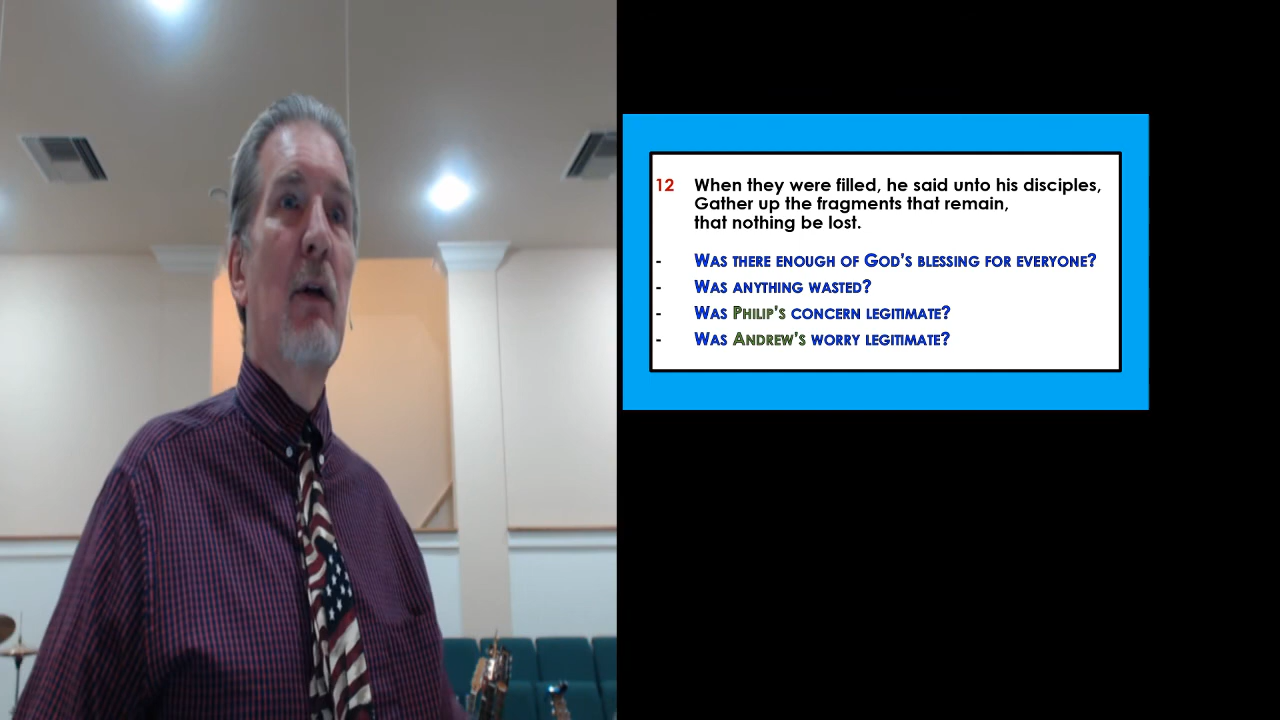 12 When they were filled, he said unto his disciples,
Gather up the fragments that remain,
that nothing be lost.
- Was there enough of God's blessing for everyone?
- Was anything wasted?
- Was Philip's concern legitimate?
- Was Andrew's worry legitimate?